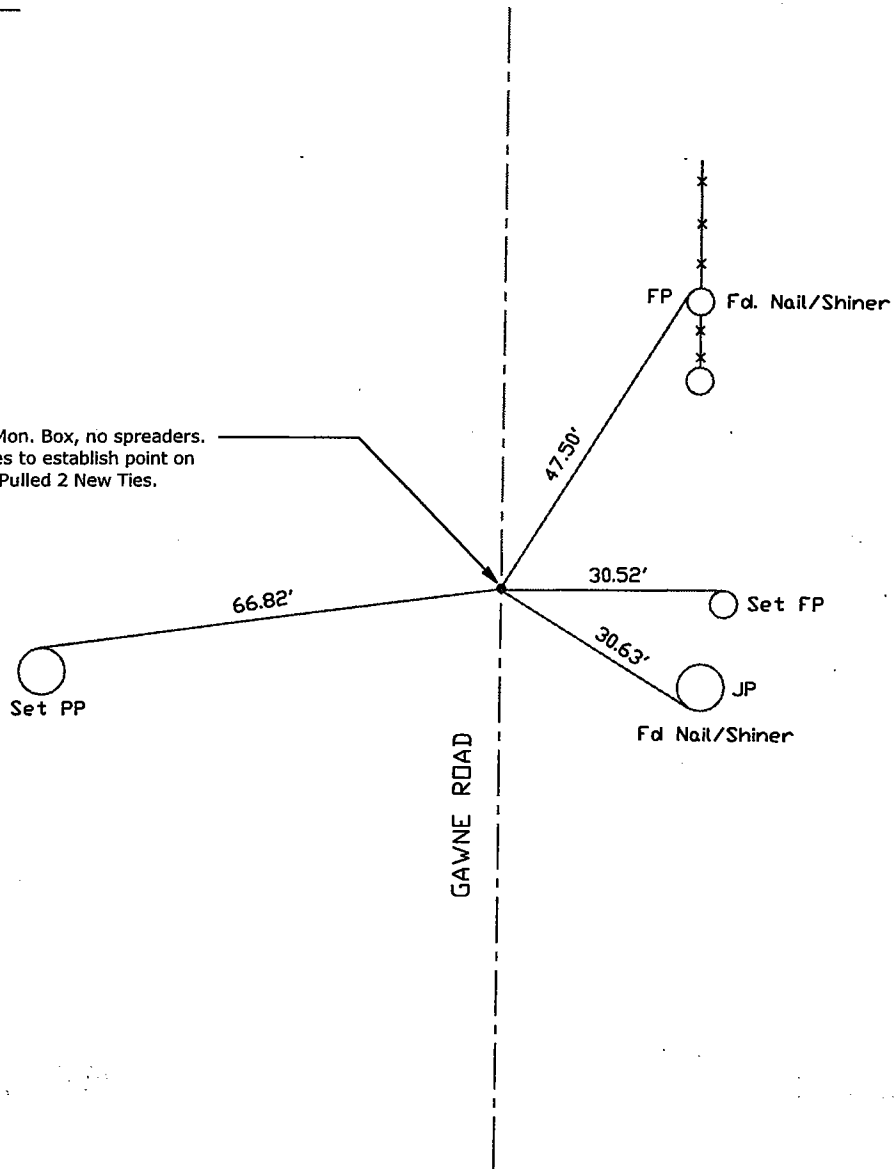 FP Fd. Nail/Shiner
47.50'
Mon. Box, no spreaders.
to establish point on
Pulled 2 New Ties.
30.52'
Set FP
66.82'
30.63'
JP
Set PP
Fd Nail/Shiner
GAWNE ROAD